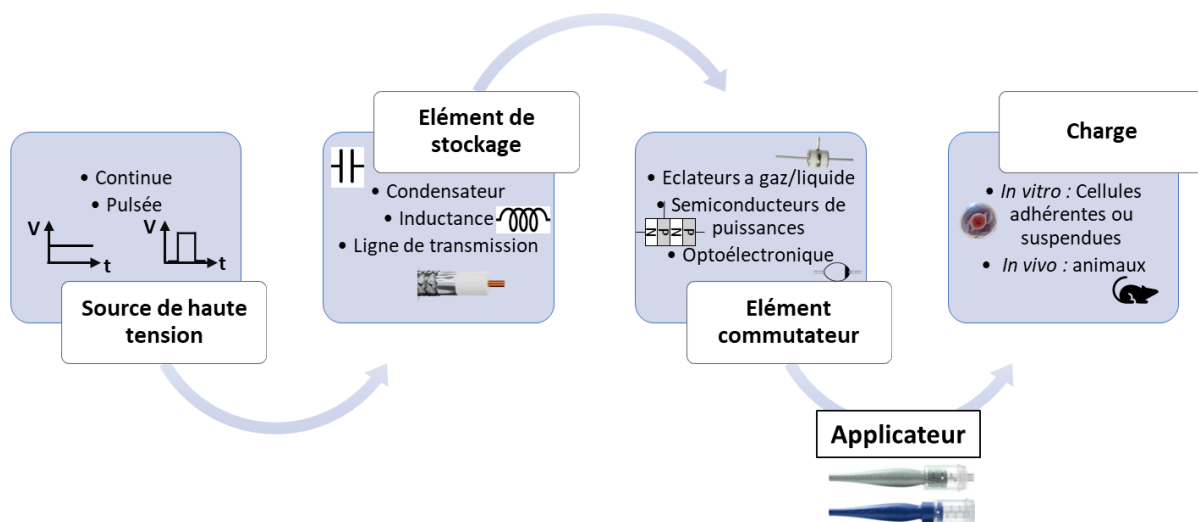 • Continue
• Pulsée
V
t
V
t
Source de haute
tension
Elément de
stockage
• Condensateur
• Inductance
• Ligne de transmission
• Eclateurs a gaz/liquide
• Semiconducteurs de
puissances
N P N P
• Optoélectronique
Elément
commutateur
Applicateur
Charge
• In vitro : Cellules
adhérentes ou
suspendues
• In vivo : animaux